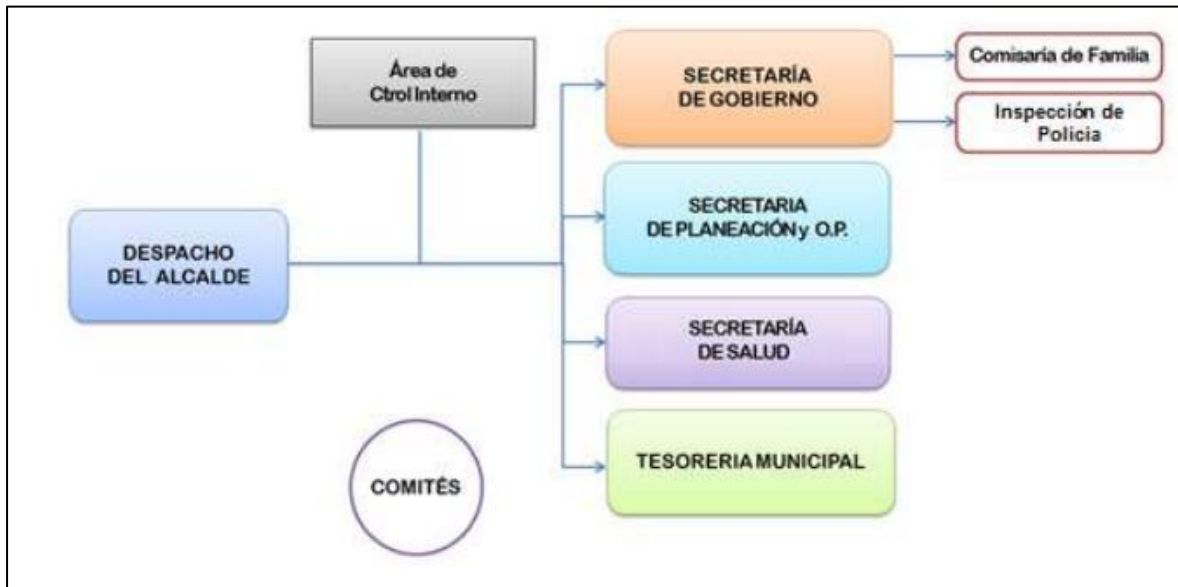 Área de
Ctrol Interno
SECRETARÍA
DE GOBIERNO
Comisaría de Familia
Inspección de
Policia
SECRETARIA
DE PLANEACIÓN y O.P.
DESPACHO
DEL ALCALDE
SECRETARÍA
DE SALUD
TESORERIA MUNICIPAL
COMITÉS